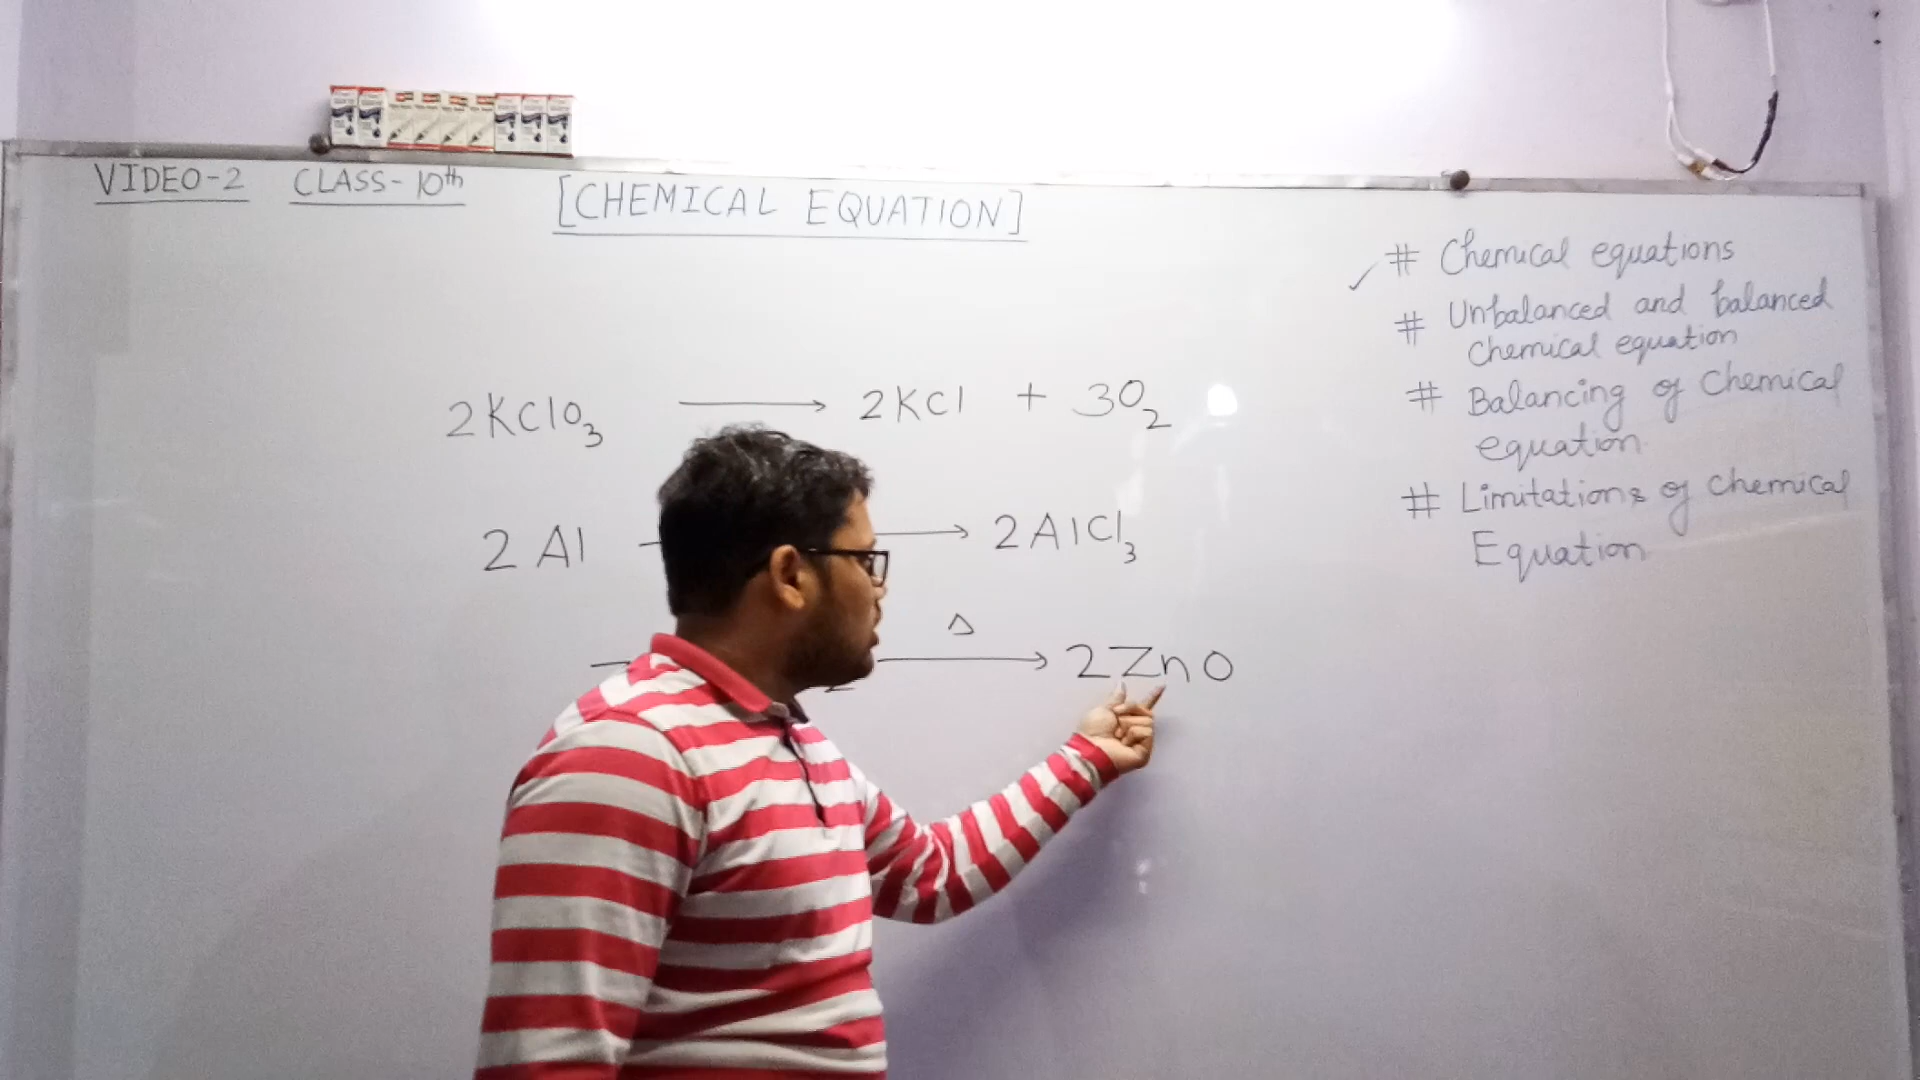 VIDEO-2 CLASS-10th [CHEMICAL EQUATION]
# Chemical equations
# Unbalanced and balanced
chemical equation
# Balancing of Chemical
equation.
# Limitations of chemical
Equation
2KClO₃ ⟶ 2KCl + 3O₂
2Al ⟶ 2AlCl₃
Δ
₂ ⟶ 2ZnO